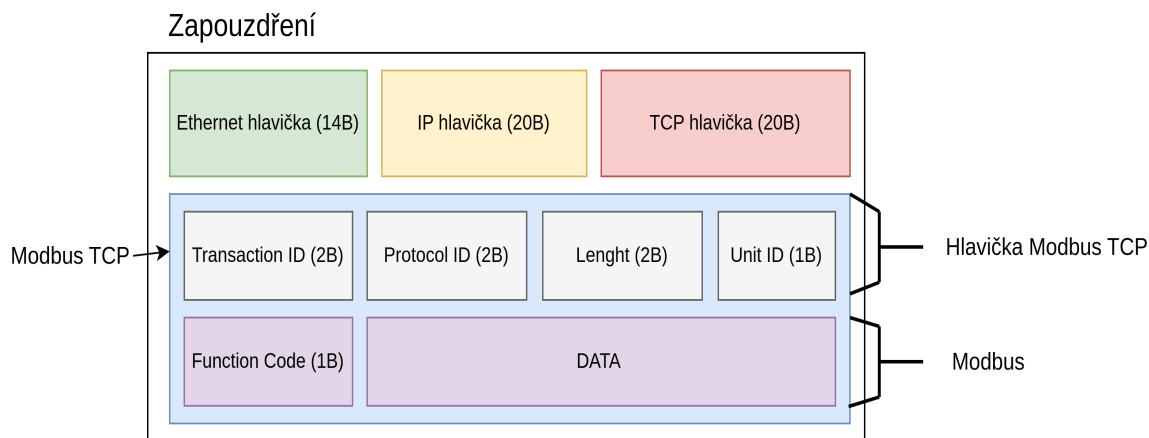 Zapouzdření
Ethernet hlavička (14B)
IP hlavička (20B)
TCP hlavička (20B)
Modbus TCP
Transaction ID (2B)
Protocol ID (2B)
Lenght (2B)
Unit ID (1B)
Hlavička Modbus TCP
Function Code (1B)
DATA
Modbus